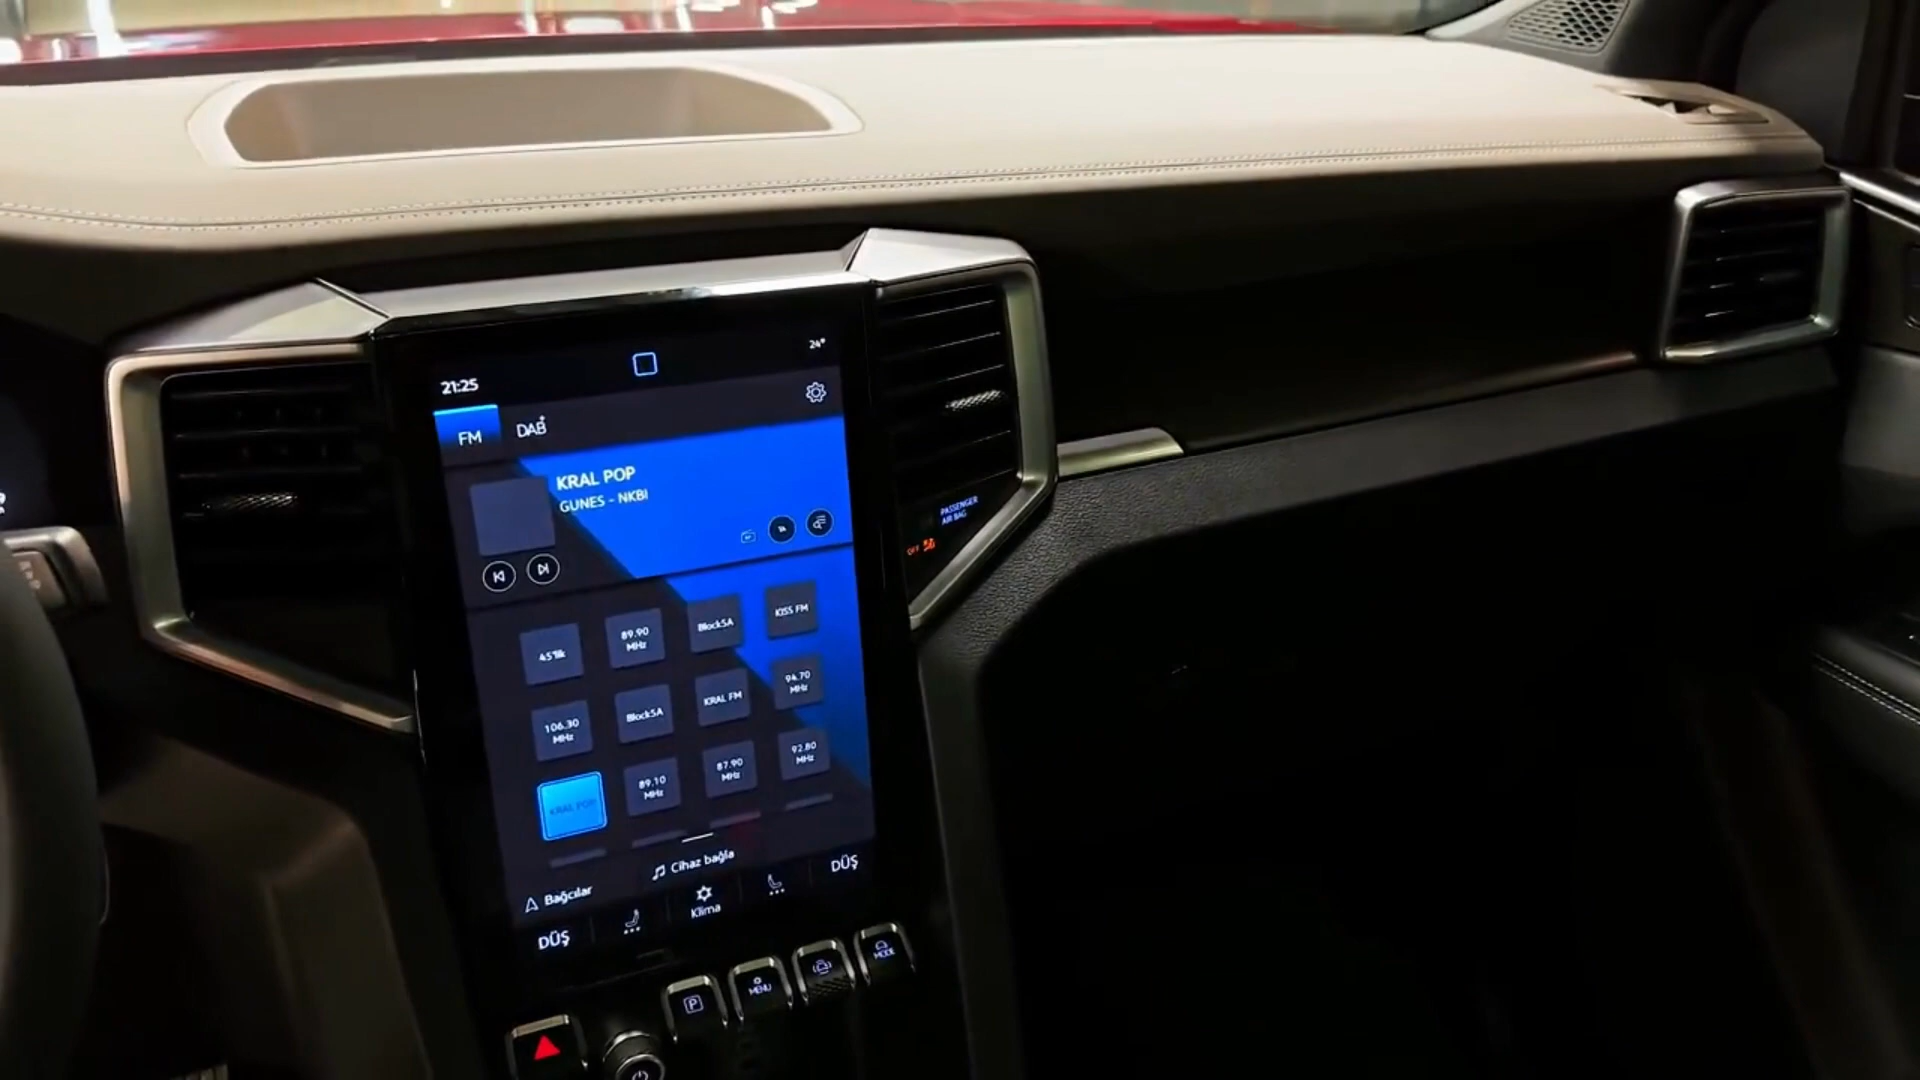 24°
21:25
FM
DAB+
KRAL POP
GUNES - NKBI
PASSENGER
AIR BAG
OFF
45'lik
89.90
MHz
Block5A
KISS FM
106.30
MHz
Block5A
KRAL FM
94.70
MHz
KRAL POP
89.10
MHz
87.90
MHz
92.80
MHz
Cihaz bağla
Bağcılar
DÜŞ
Klima
DÜŞ
P
MENU
MODE